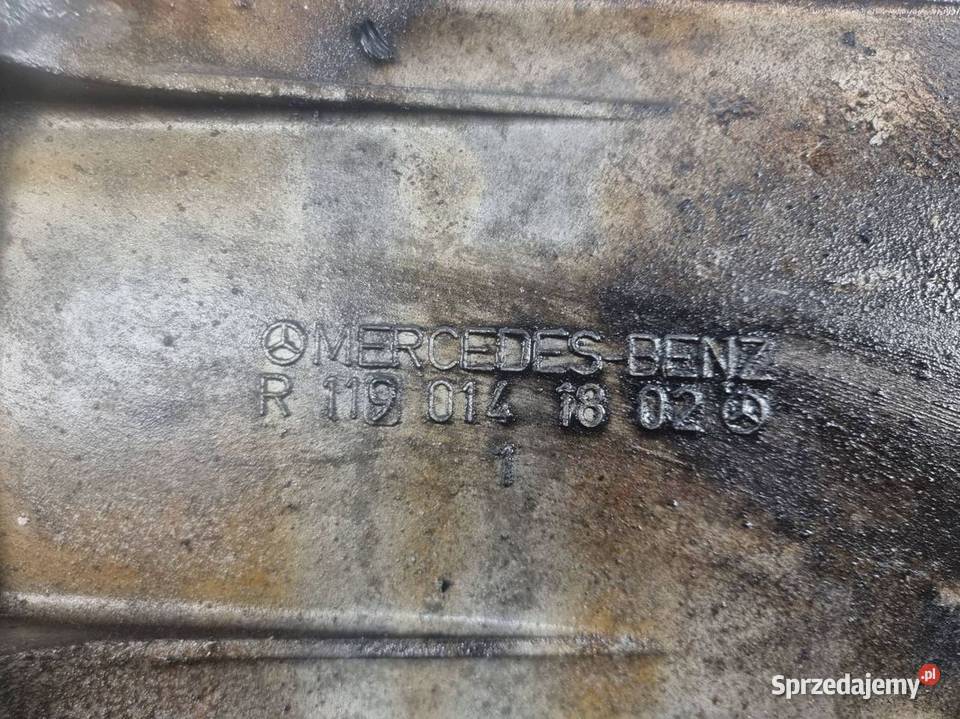 MERCEDES-BENZ
R 119 014 18 02
1
Sprzedajemy.pl